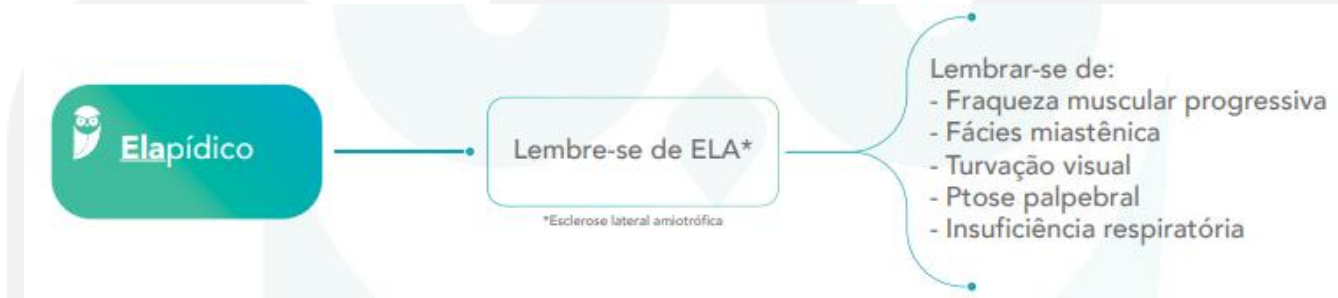 Elapídico
Lembre-se de ELA*
*Esclerose lateral amiotrófica
Lembrar-se de:
- Fraqueza muscular progressiva
- Fácies miastênica
- Turvação visual
- Ptose palpebral
- Insuficiência respiratória